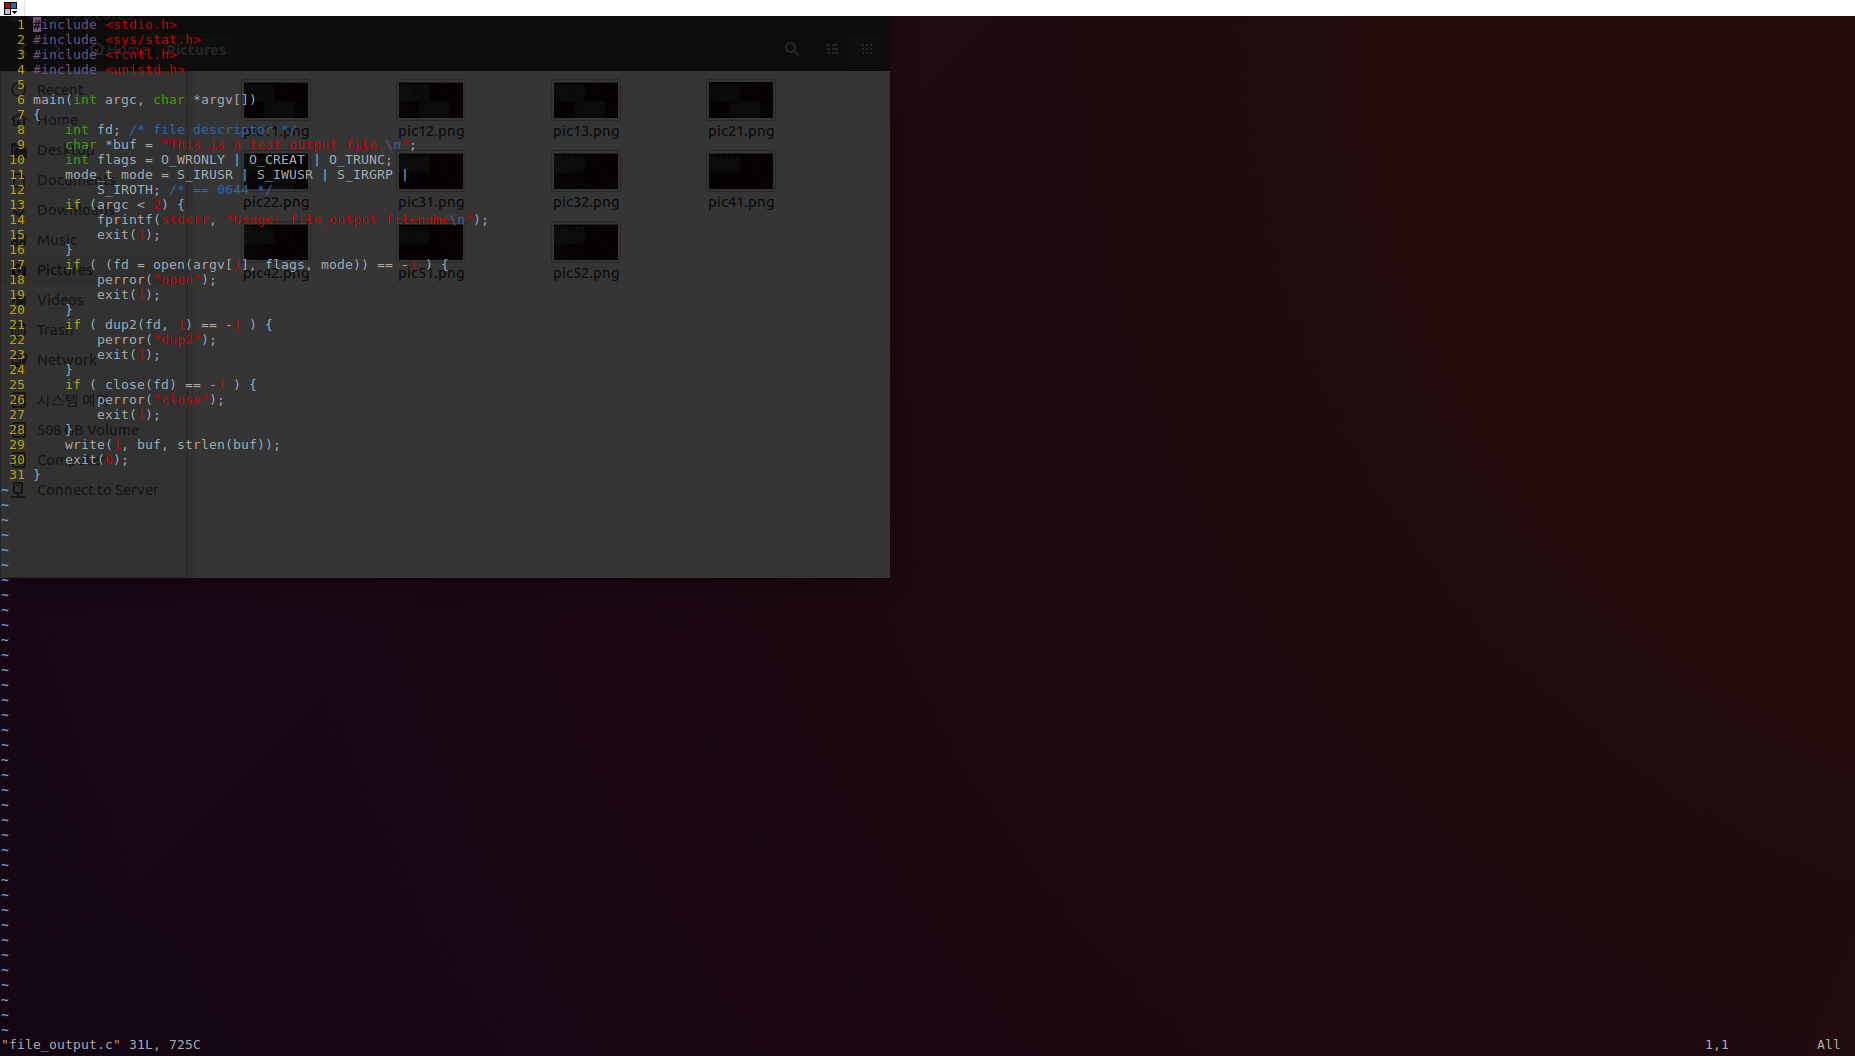 1 #include <stdio.h>
2 #include <sys/stat.h>
3 #include <fcntl.h>
4 #include <unistd.h>
5
6 main(int argc, char *argv[])
7 {
8     int fd; /* file descriptor */
9     char *buf = "This is a test output file.\n";
10     int flags = O_WRONLY | O_CREAT | O_TRUNC;
11     mode_t mode = S_IRUSR | S_IWUSR | S_IRGRP |
12         S_IROTH; /* == 0644 */
13     if (argc < 2) {
14         fprintf(stderr, "Usage: file_output filename\n");
15         exit(1);
16     }
17     if ( (fd = open(argv[1], flags, mode)) == -1 ) {
18         perror("open");
19         exit(1);
20     }
21     if ( dup2(fd, 1) == -1 ) {
22         perror("dup2");
23         exit(1);
24     }
25     if ( close(fd) == -1 ) {
26         perror("close");
27         exit(1);
28     }
29     write(1, buf, strlen(buf));
30     exit(0);
31 }
"file_output.c" 31L, 725C 1,1 All
Home Pictures
Recent
Home
Desktop
Documents
Downloads
Music
Pictures
Videos
Trash
Network
시스템
508 GB Volume
Connect to Server
pic11.png pic12.png pic13.png pic21.png
pic22.png pic31.png pic32.png pic41.png
pic42.png pic51.png pic52.png